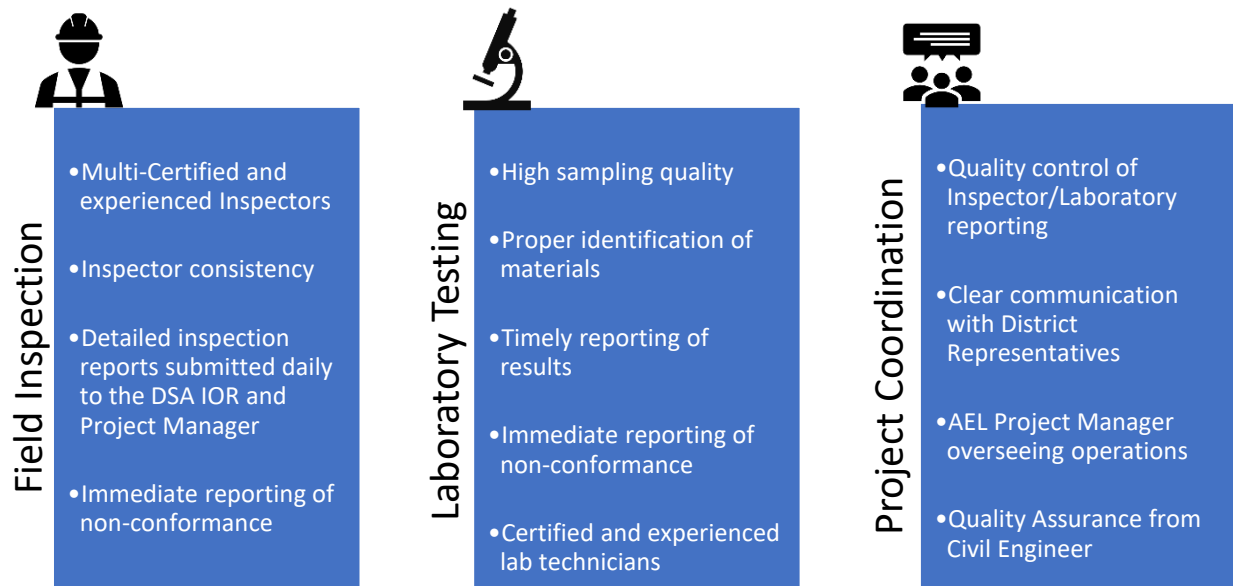 Field Inspection
•Multi-Certified and
experienced Inspectors
•Inspector consistency
•Detailed inspection
reports submitted daily
to the DSA IOR and
Project Manager
•Immediate reporting of
non-conformance
Laboratory Testing
•High sampling quality
•Proper identification of
materials
•Timely reporting of
results
•Immediate reporting of
non-conformance
•Certified and experienced
lab technicians
Project Coordination
•Quality control of
Inspector/Laboratory
reporting
•Clear communication
with District
Representatives
•AEL Project Manager
overseeing operations
•Quality Assurance from
Civil Engineer